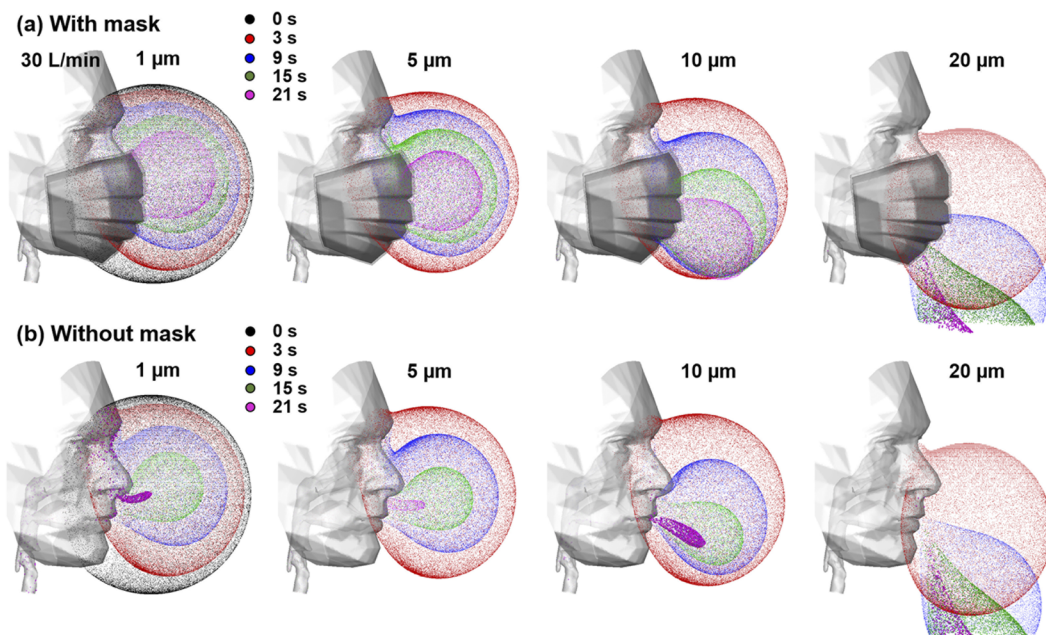 (a) With mask
30 L/min
1 µm
0 s
3 s
9 s
15 s
21 s
5 µm
10 µm
20 µm
(b) Without mask
1 µm
0 s
3 s
9 s
15 s
21 s
5 µm
10 µm
20 µm